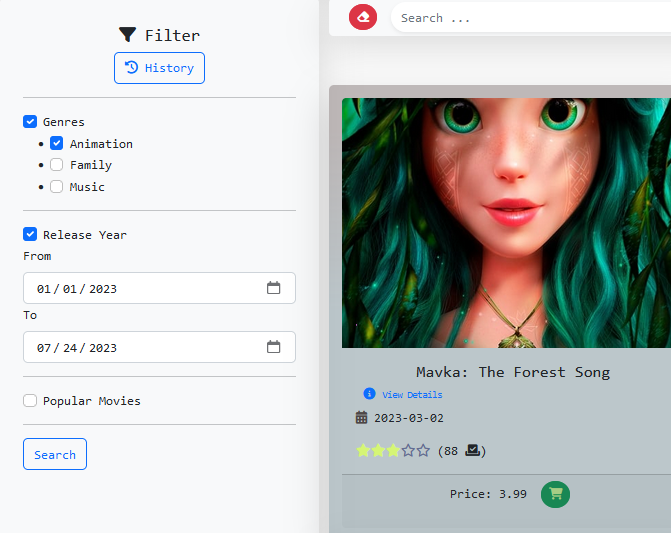 Filter
History
Genres
Animation
Family
Music
Release Year
From
01/01/2023
To
07/24/2023
Popular Movies
Search
Search ...
Mavka: The Forest Song
View Details
2023-03-02
(88)
Price: 3.99